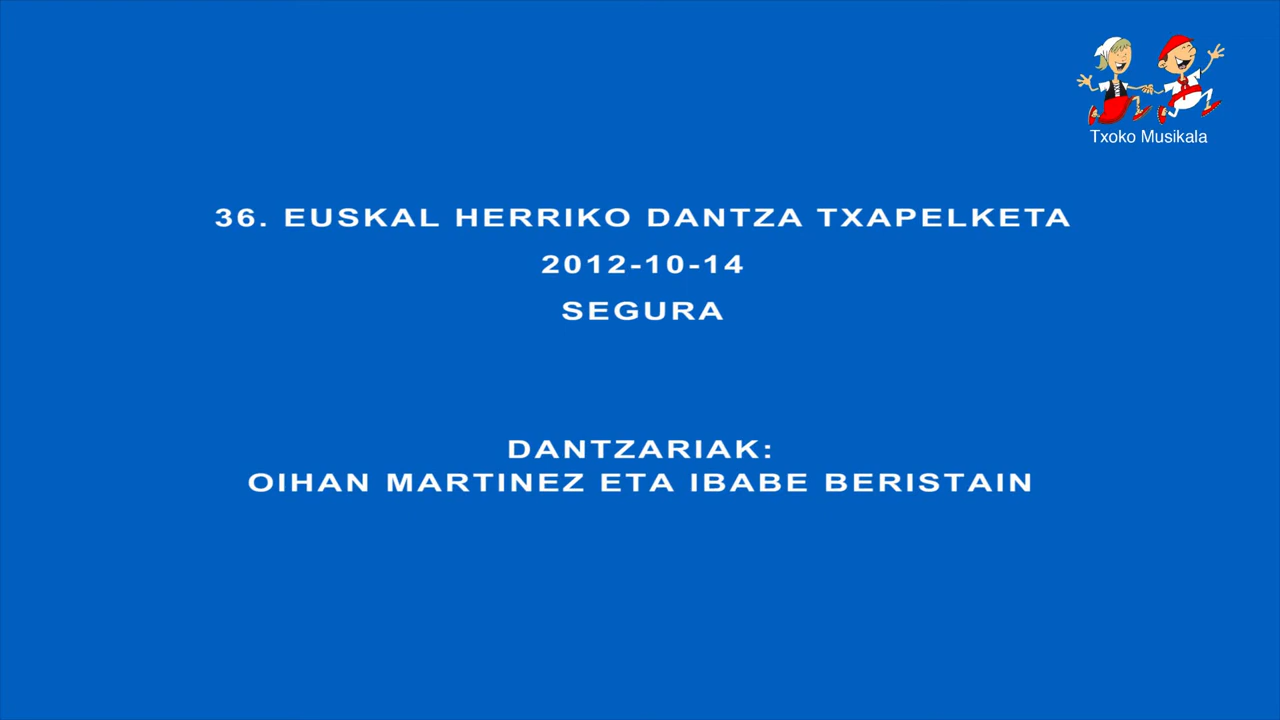 Txoko Musikala
36. EUSKAL HERRIKO DANTZA TXAPELKETA
2012-10-14
SEGURA
DANTZARIAK:
OIHAN MARTINEZ ETA IBABE BERISTAIN